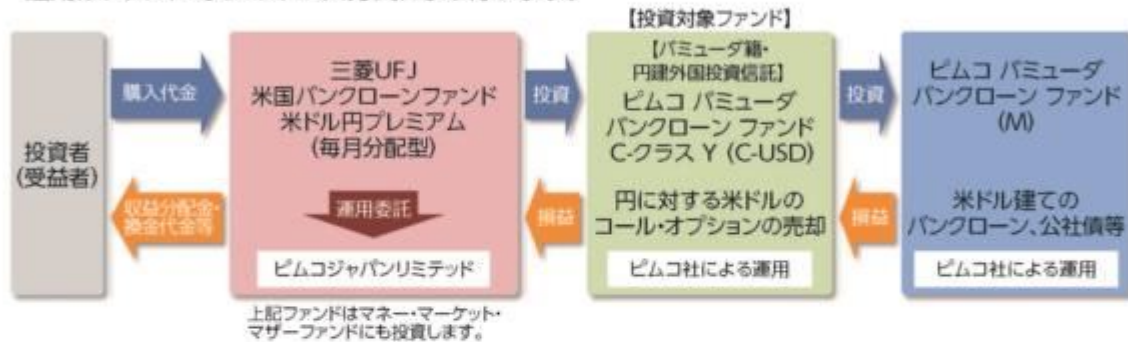 【投資対象ファンド】
投資者
(受益者)
購入代金
収益分配金・
換金代金等
三菱UFJ
米国バンクローンファンド
米ドル円プレミアム
(毎月分配型)
運用委託
ピムコジャパンリミテッド
上記ファンドはマネー・マーケット・
マザーファンドにも投資します。
投資
損益
【バミューダ籍・
円建外国投資信託】
ピムコ バミューダ
バンクローン ファンド
C-クラス Y (C-USD)
円に対する米ドルの
コール・オプションの売却
ピムコ社による運用
投資
損益
ピムコ バミューダ
バンクローン ファンド
(M)
米ドル建ての
バンクローン、公社債等
ピムコ社による運用